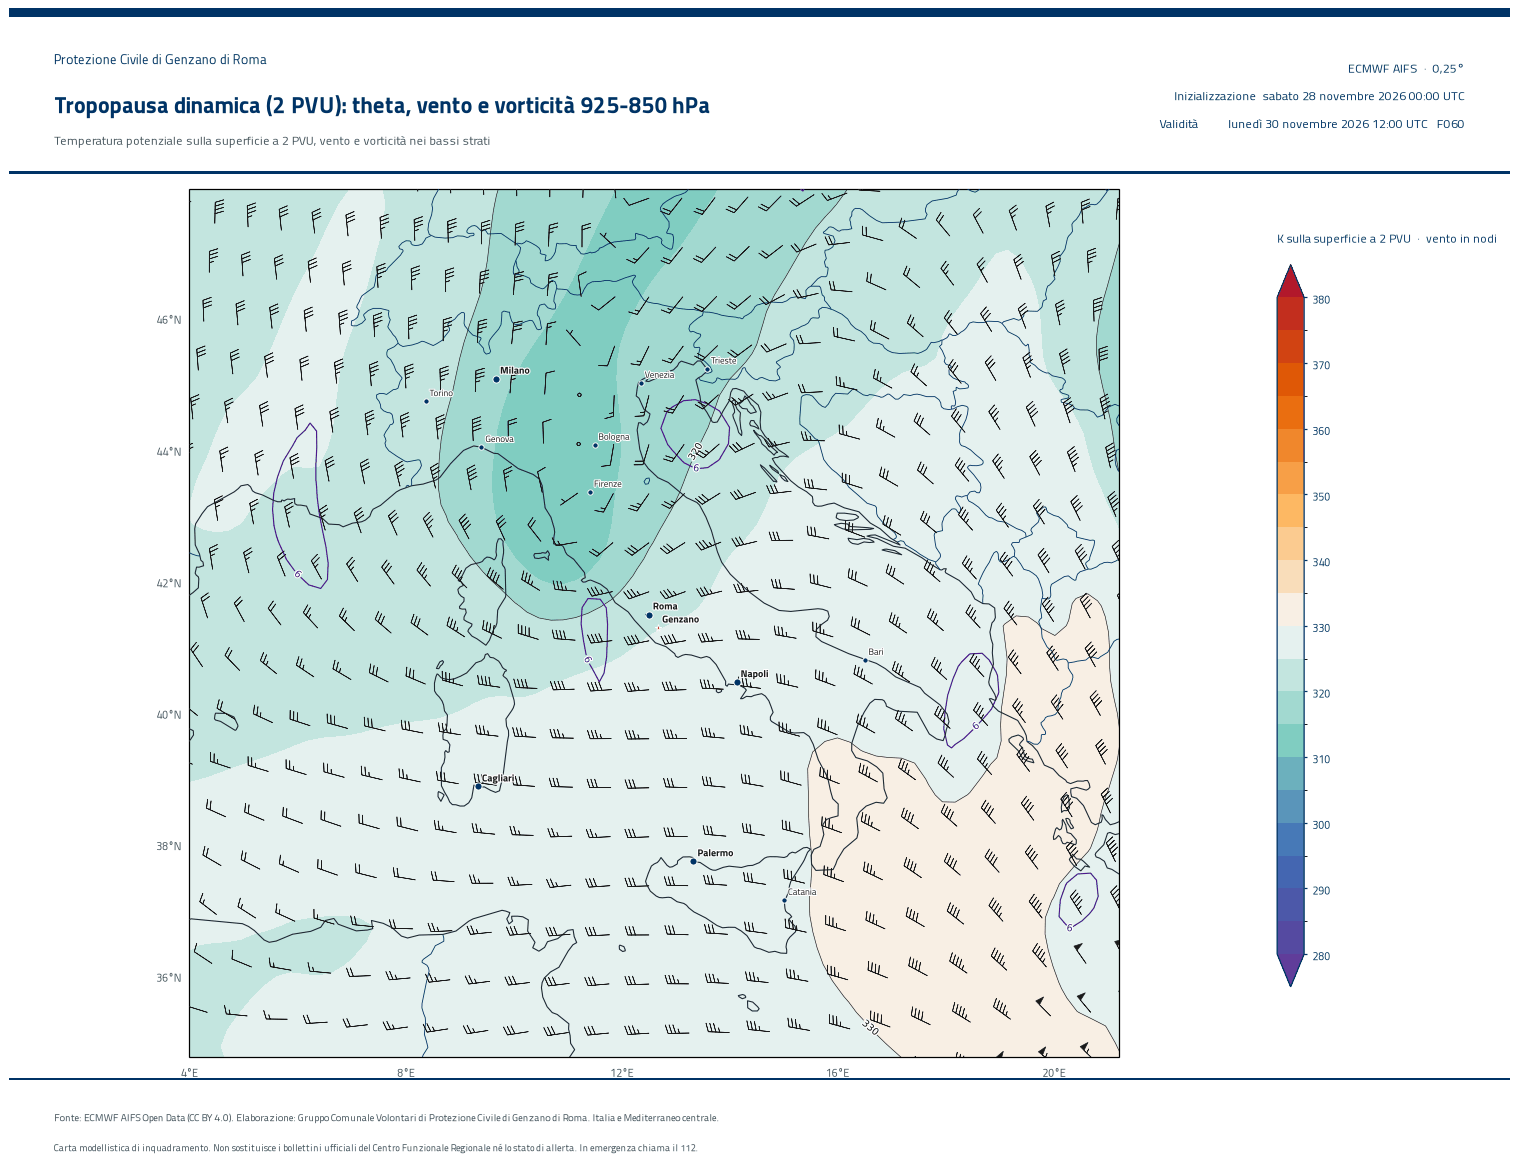 Protezione Civile di Genzano di Roma
Tropopausa dinamica (2 PVU): theta, vento e vorticità 925-850 hPa
Temperatura potenziale sulla superficie a 2 PVU, vento e vorticità nei bassi strati
ECMWF AIFS · 0,25°
Inizializzazione sabato 28 novembre 2026 00:00 UTC
Validità lunedì 30 novembre 2026 12:00 UTC F060
K sulla superficie a 2 PVU · vento in nodi
380
370
360
350
340
330
320
310
300
290
280
46°N
44°N
42°N
40°N
38°N
36°N
4°E
8°E
12°E
16°E
20°E
Trieste
Milano
Venezia
Torino
Genova
Bologna
320
6
Firenze
6
Roma
Genzano
Bari
6
Napoli
6
Cagliari
Palermo
Catania
6
330
Fonte: ECMWF AIFS Open Data (CC BY 4.0). Elaborazione: Gruppo Comunale Volontari di Protezione Civile di Genzano di Roma. Italia e Mediterraneo centrale.
Carta modellistica di inquadramento. Non sostituisce i bollettini ufficiali del Centro Funzionale Regionale né lo stato di allerta. In emergenza chiama il 112.